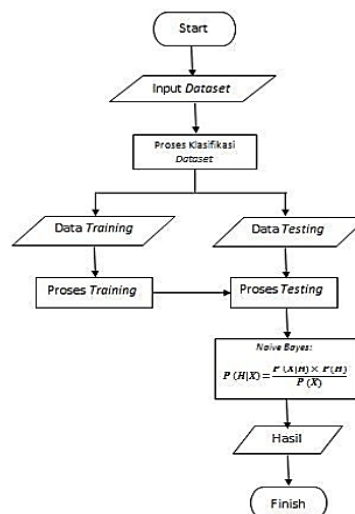 Start
Input Dataset
Proses Klasifikasi
Dataset
Data Training
Data Testing
Proses Training
Proses Testing
Naive Bayes:
P (H|X) = P (X|H) × P(H) / P (X)
Hasil
Finish